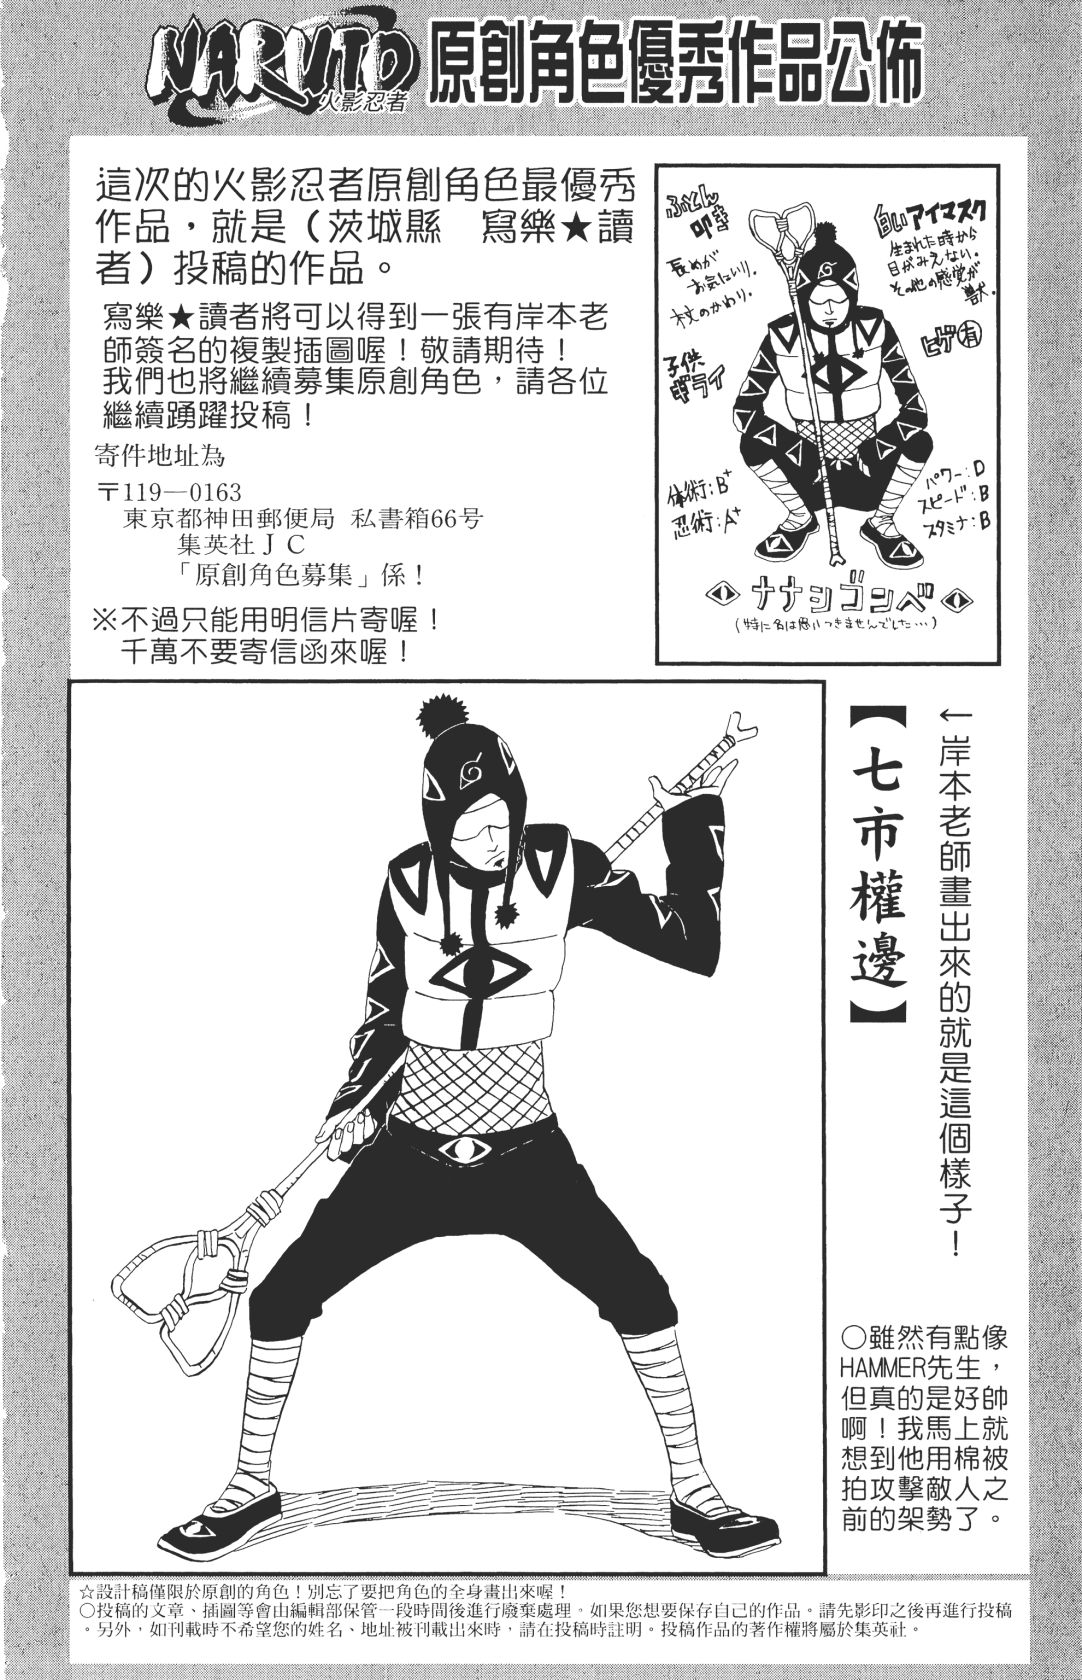 NARUTO
火影忍者
原創角色優秀作品公佈
這次的火影忍者原創角色最優秀
作品，就是（茨城縣　寫樂★讀
者）投稿的作品。
寫樂★讀者將可以得到一張有岸本老
師簽名的複製插圖喔！敬請期待！
我們也將繼續募集原創角色，請各位
繼續踴躍投稿！
寄件地址為
〒119—0163
東京都神田郵便局 私書箱66号
集英社ＪＣ
「原創角色募集」係！
※不過只能用明信片寄喔！
千萬不要寄信函來喔！
ふとん
叩き
長めが
お気にいり。
杖のかわり。
子供
ギライ
体術：B+
忍術：A+
白いアイマスク
生まれた時から
目がみえない。
その他の感覚が
獣。
ヒゲ有
パワー：D
スピード：B
スタミナ：B
ナナシゴンベ
（特に名は思いつきませんでした…）
←岸本老師畫出來的就是這個樣子！
【七市權邊】
○雖然有點像
HAMMER先生，
但真的是好帥
啊！我馬上就
想到他用棉被
拍攻擊敵人之
前的架勢了。
☆設計稿僅限於原創的角色！別忘了要把角色的全身畫出來喔！
○投稿的文章、插圖等會由編輯部保管一段時間後進行廢棄處理。如果您想要保存自己的作品。請先影印之後再進行投稿
。另外，如刊載時不希望您的姓名、地址被刊載出來時，請在投稿時註明。投稿作品的著作權將屬於集英社。